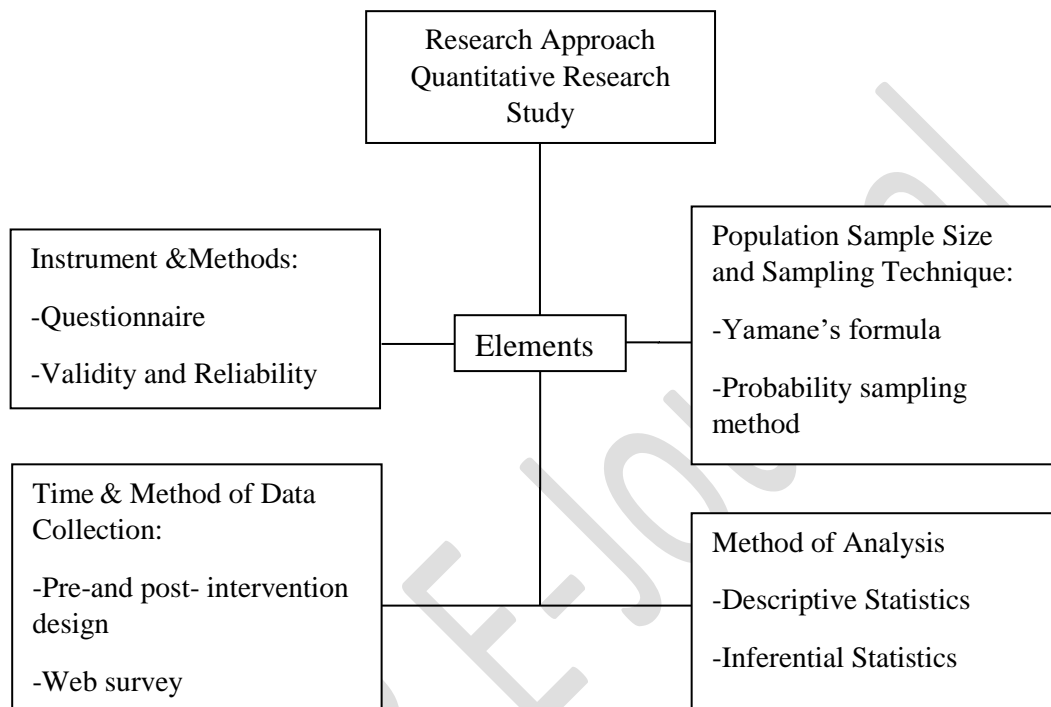 Research Approach
Quantitative Research
Study
Instrument &Methods:
-Questionnaire
-Validity and Reliability
Elements
Population Sample Size
and Sampling Technique:
-Yamane’s formula
-Probability sampling
method
Time & Method of Data
Collection:
-Pre-and post- intervention
design
-Web survey
Method of Analysis
-Descriptive Statistics
-Inferential Statistics
E-Journal